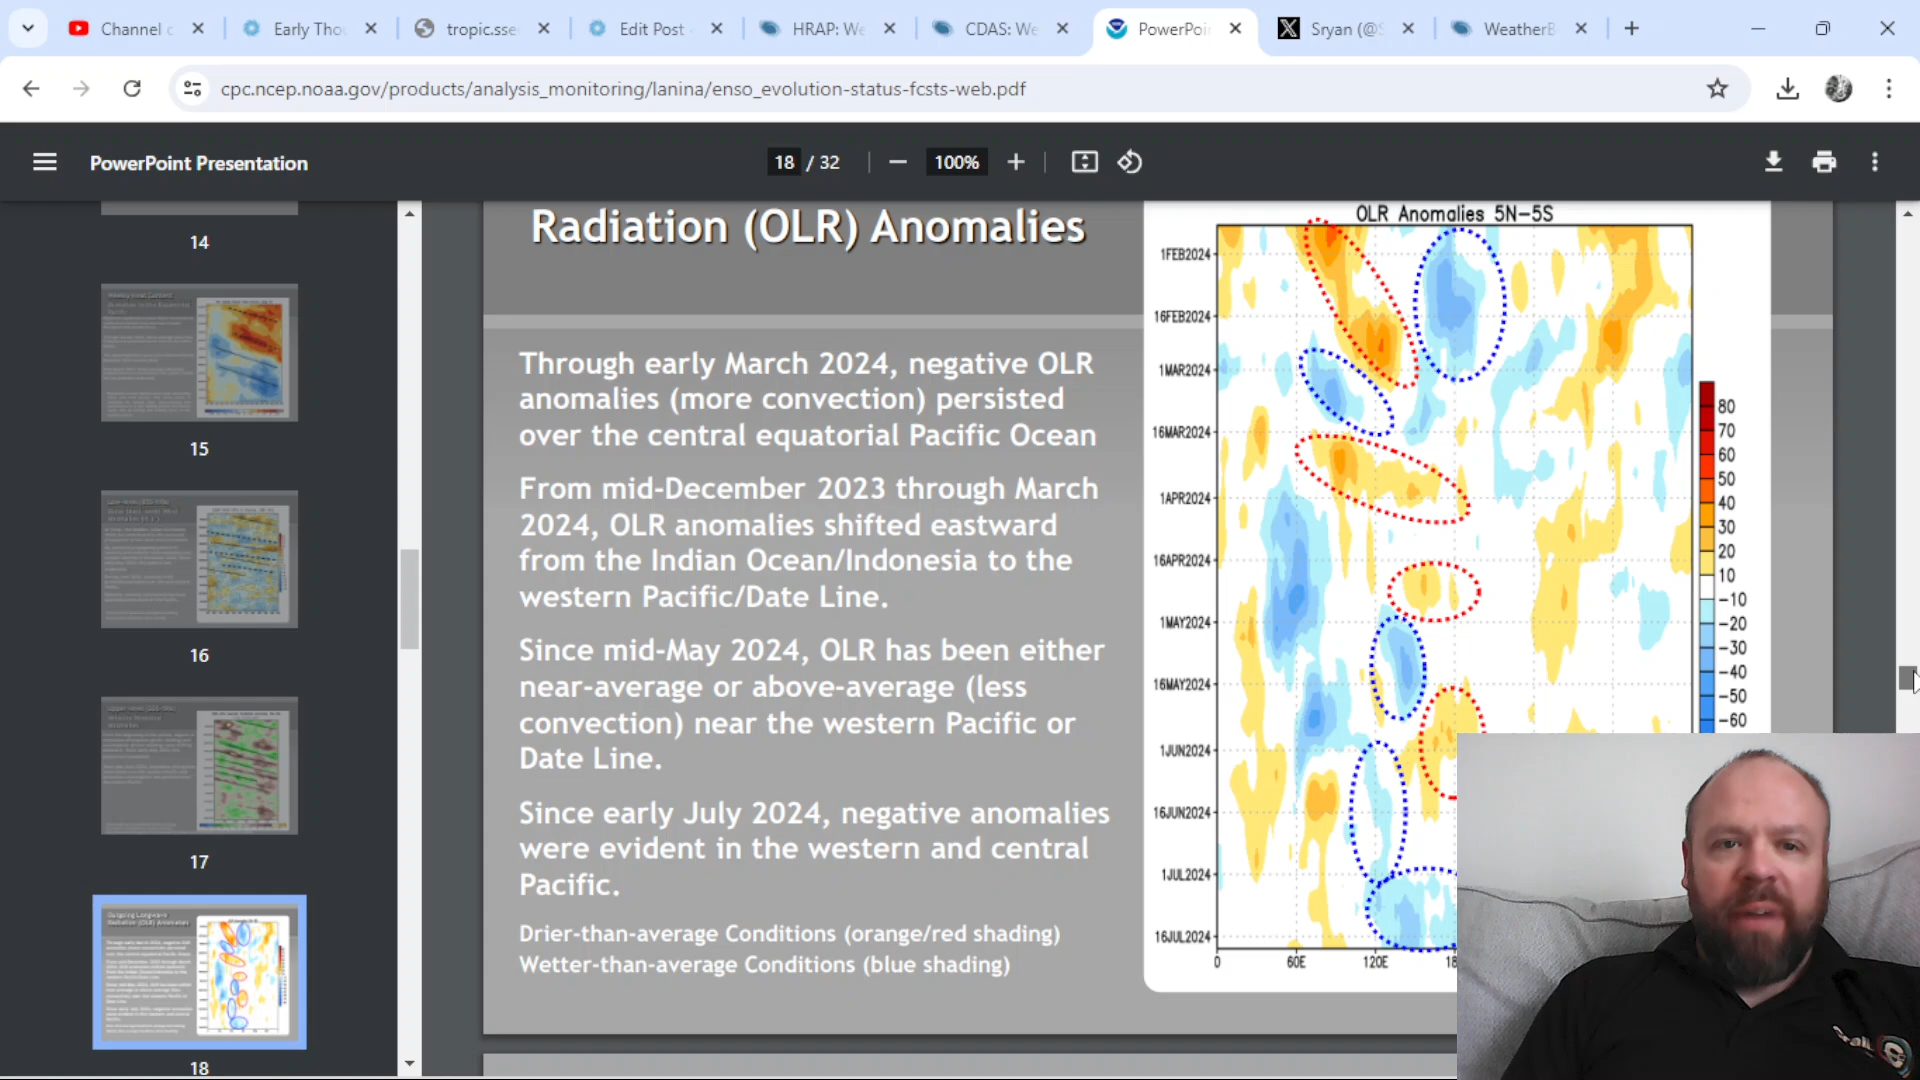 Channel c
Early Tho
tropic.sse
Edit Post
HRAP: We
CDAS: We
PowerPoi
Sryan (@S
WeatherB
cpc.ncep.noaa.gov/products/analysis_monitoring/lanina/enso_evolution-status-fcsts-web.pdf
PowerPoint Presentation
18 / 32
100%
14
15
16
17
18
Radiation (OLR) Anomalies
Through early March 2024, negative OLR
anomalies (more convection) persisted
over the central equatorial Pacific Ocean
From mid-December 2023 through March
2024, OLR anomalies shifted eastward
from the Indian Ocean/Indonesia to the
western Pacific/Date Line.
Since mid-May 2024, OLR has been either
near-average or above-average (less
convection) near the western Pacific or
Date Line.
Since early July 2024, negative anomalies
were evident in the western and central
Pacific.
Drier-than-average Conditions (orange/red shading)
Wetter-than-average Conditions (blue shading)
OLR Anomalies 5N-5S
1FEB2024
16FEB2024
1MAR2024
16MAR2024
1APR2024
16APR2024
1MAY2024
16MAY2024
1JUN2024
16JUN2024
1JUL2024
16JUL2024
0
60E
120E
18
80
70
60
50
40
30
20
10
-10
-20
-30
-40
-50
-60